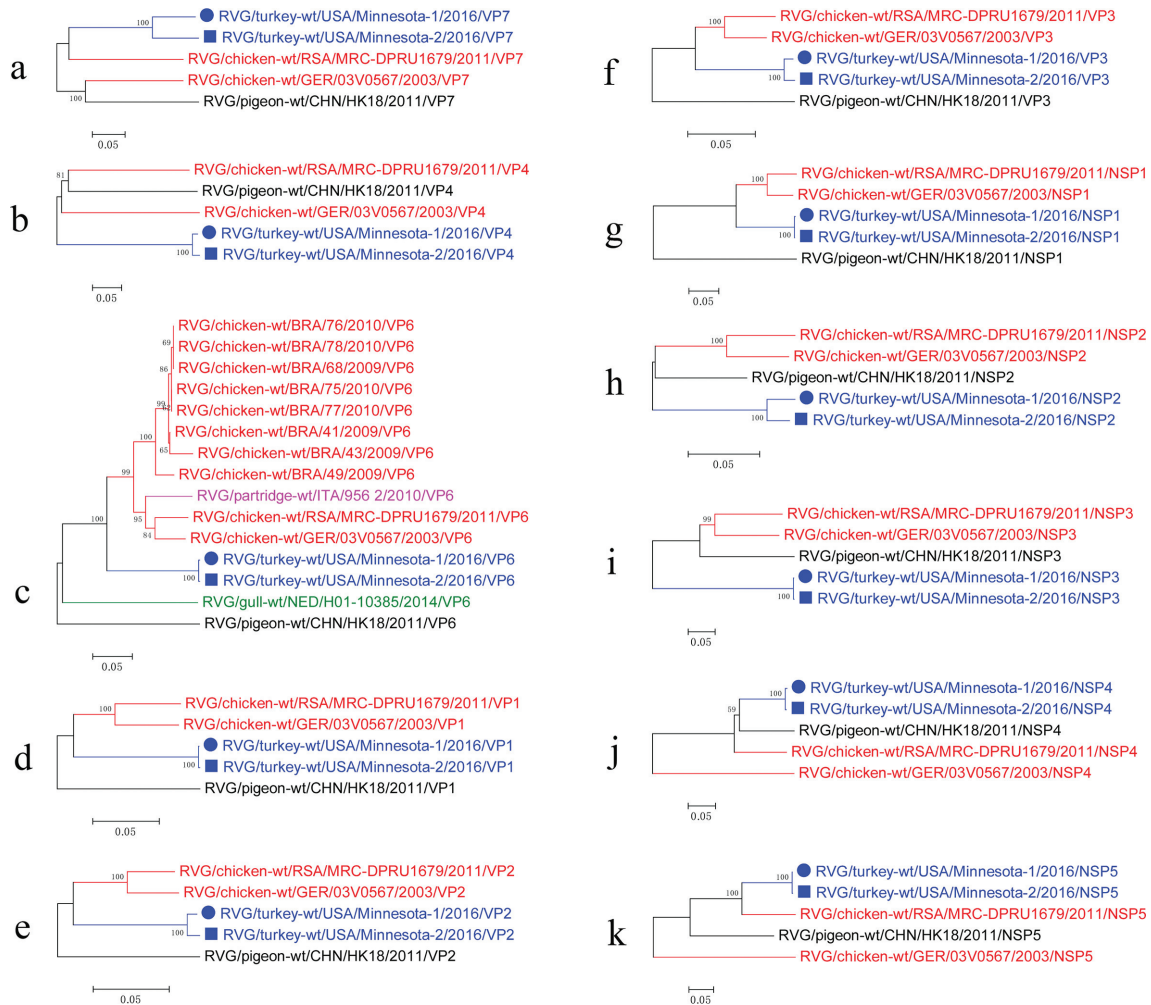 a
100
RVG/turkey-wt/USA/Minnesota-1/2016/VP7
RVG/turkey-wt/USA/Minnesota-2/2016/VP7
RVG/chicken-wt/RSA/MRC-DPRU1679/2011/VP7
RVG/chicken-wt/GER/03V0567/2003/VP7
100
RVG/pigeon-wt/CHN/HK18/2011/VP7
0.05
b
81
RVG/chicken-wt/RSA/MRC-DPRU1679/2011/VP4
RVG/pigeon-wt/CHN/HK18/2011/VP4
RVG/chicken-wt/GER/03V0567/2003/VP4
RVG/turkey-wt/USA/Minnesota-1/2016/VP4
100
RVG/turkey-wt/USA/Minnesota-2/2016/VP4
0.05
c
RVG/chicken-wt/BRA/76/2010/VP6
69
RVG/chicken-wt/BRA/78/2010/VP6
86
RVG/chicken-wt/BRA/68/2009/VP6
RVG/chicken-wt/BRA/75/2010/VP6
99
RVG/chicken-wt/BRA/77/2010/VP6
100
RVG/chicken-wt/BRA/41/2009/VP6
65
RVG/chicken-wt/BRA/43/2009/VP6
99
RVG/chicken-wt/BRA/49/2009/VP6
RVG/partridge-wt/ITA/956 2/2010/VP6
95
RVG/chicken-wt/RSA/MRC-DPRU1679/2011/VP6
84
RVG/chicken-wt/GER/03V0567/2003/VP6
100
RVG/turkey-wt/USA/Minnesota-1/2016/VP6
100
RVG/turkey-wt/USA/Minnesota-2/2016/VP6
RVG/gull-wt/NED/H01-10385/2014/VP6
RVG/pigeon-wt/CHN/HK18/2011/VP6
0.05
d
100
RVG/chicken-wt/RSA/MRC-DPRU1679/2011/VP1
RVG/chicken-wt/GER/03V0567/2003/VP1
RVG/turkey-wt/USA/Minnesota-1/2016/VP1
100
RVG/turkey-wt/USA/Minnesota-2/2016/VP1
RVG/pigeon-wt/CHN/HK18/2011/VP1
0.05
e
100
RVG/chicken-wt/RSA/MRC-DPRU1679/2011/VP2
RVG/chicken-wt/GER/03V0567/2003/VP2
RVG/turkey-wt/USA/Minnesota-1/2016/VP2
100
RVG/turkey-wt/USA/Minnesota-2/2016/VP2
RVG/pigeon-wt/CHN/HK18/2011/VP2
0.05
f
100
RVG/chicken-wt/RSA/MRC-DPRU1679/2011/VP3
RVG/chicken-wt/GER/03V0567/2003/VP3
RVG/turkey-wt/USA/Minnesota-1/2016/VP3
100
RVG/turkey-wt/USA/Minnesota-2/2016/VP3
RVG/pigeon-wt/CHN/HK18/2011/VP3
0.05
g
100
RVG/chicken-wt/RSA/MRC-DPRU1679/2011/NSP1
RVG/chicken-wt/GER/03V0567/2003/NSP1
RVG/turkey-wt/USA/Minnesota-1/2016/NSP1
100
RVG/turkey-wt/USA/Minnesota-2/2016/NSP1
RVG/pigeon-wt/CHN/HK18/2011/NSP1
0.05
h
100
RVG/chicken-wt/RSA/MRC-DPRU1679/2011/NSP2
RVG/chicken-wt/GER/03V0567/2003/NSP2
RVG/pigeon-wt/CHN/HK18/2011/NSP2
RVG/turkey-wt/USA/Minnesota-1/2016/NSP2
100
RVG/turkey-wt/USA/Minnesota-2/2016/NSP2
0.05
i
99
RVG/chicken-wt/RSA/MRC-DPRU1679/2011/NSP3
RVG/chicken-wt/GER/03V0567/2003/NSP3
RVG/pigeon-wt/CHN/HK18/2011/NSP3
RVG/turkey-wt/USA/Minnesota-1/2016/NSP3
100
RVG/turkey-wt/USA/Minnesota-2/2016/NSP3
0.05
j
100
RVG/turkey-wt/USA/Minnesota-1/2016/NSP4
59
RVG/turkey-wt/USA/Minnesota-2/2016/NSP4
RVG/pigeon-wt/CHN/HK18/2011/NSP4
RVG/chicken-wt/RSA/MRC-DPRU1679/2011/NSP4
RVG/chicken-wt/GER/03V0567/2003/NSP4
0.05
k
100
RVG/turkey-wt/USA/Minnesota-1/2016/NSP5
100
RVG/turkey-wt/USA/Minnesota-2/2016/NSP5
RVG/chicken-wt/RSA/MRC-DPRU1679/2011/NSP5
RVG/pigeon-wt/CHN/HK18/2011/NSP5
RVG/chicken-wt/GER/03V0567/2003/NSP5
0.05